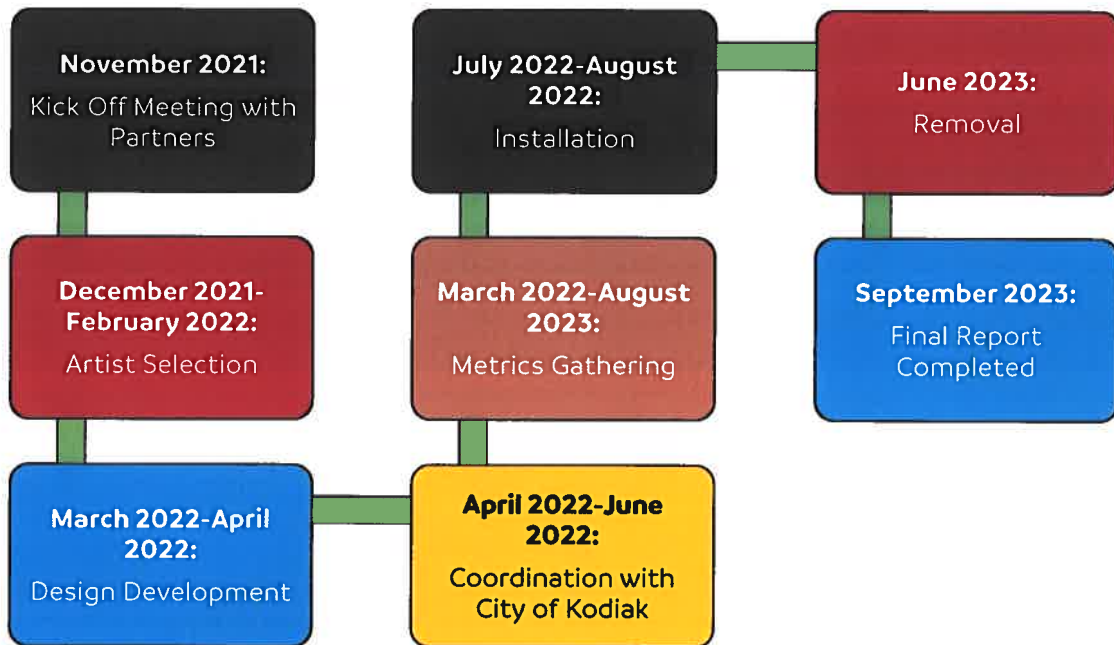 November 2021:
Kick Off Meeting with
Partners
December 2021-
February 2022:
Artist Selection
March 2022-April
2022:
Design Development
April 2022-June
2022:
Coordination with
City of Kodiak
March 2022-August
2023:
Metrics Gathering
July 2022-August
2022:
Installation
June 2023:
Removal
September 2023:
Final Report
Completed